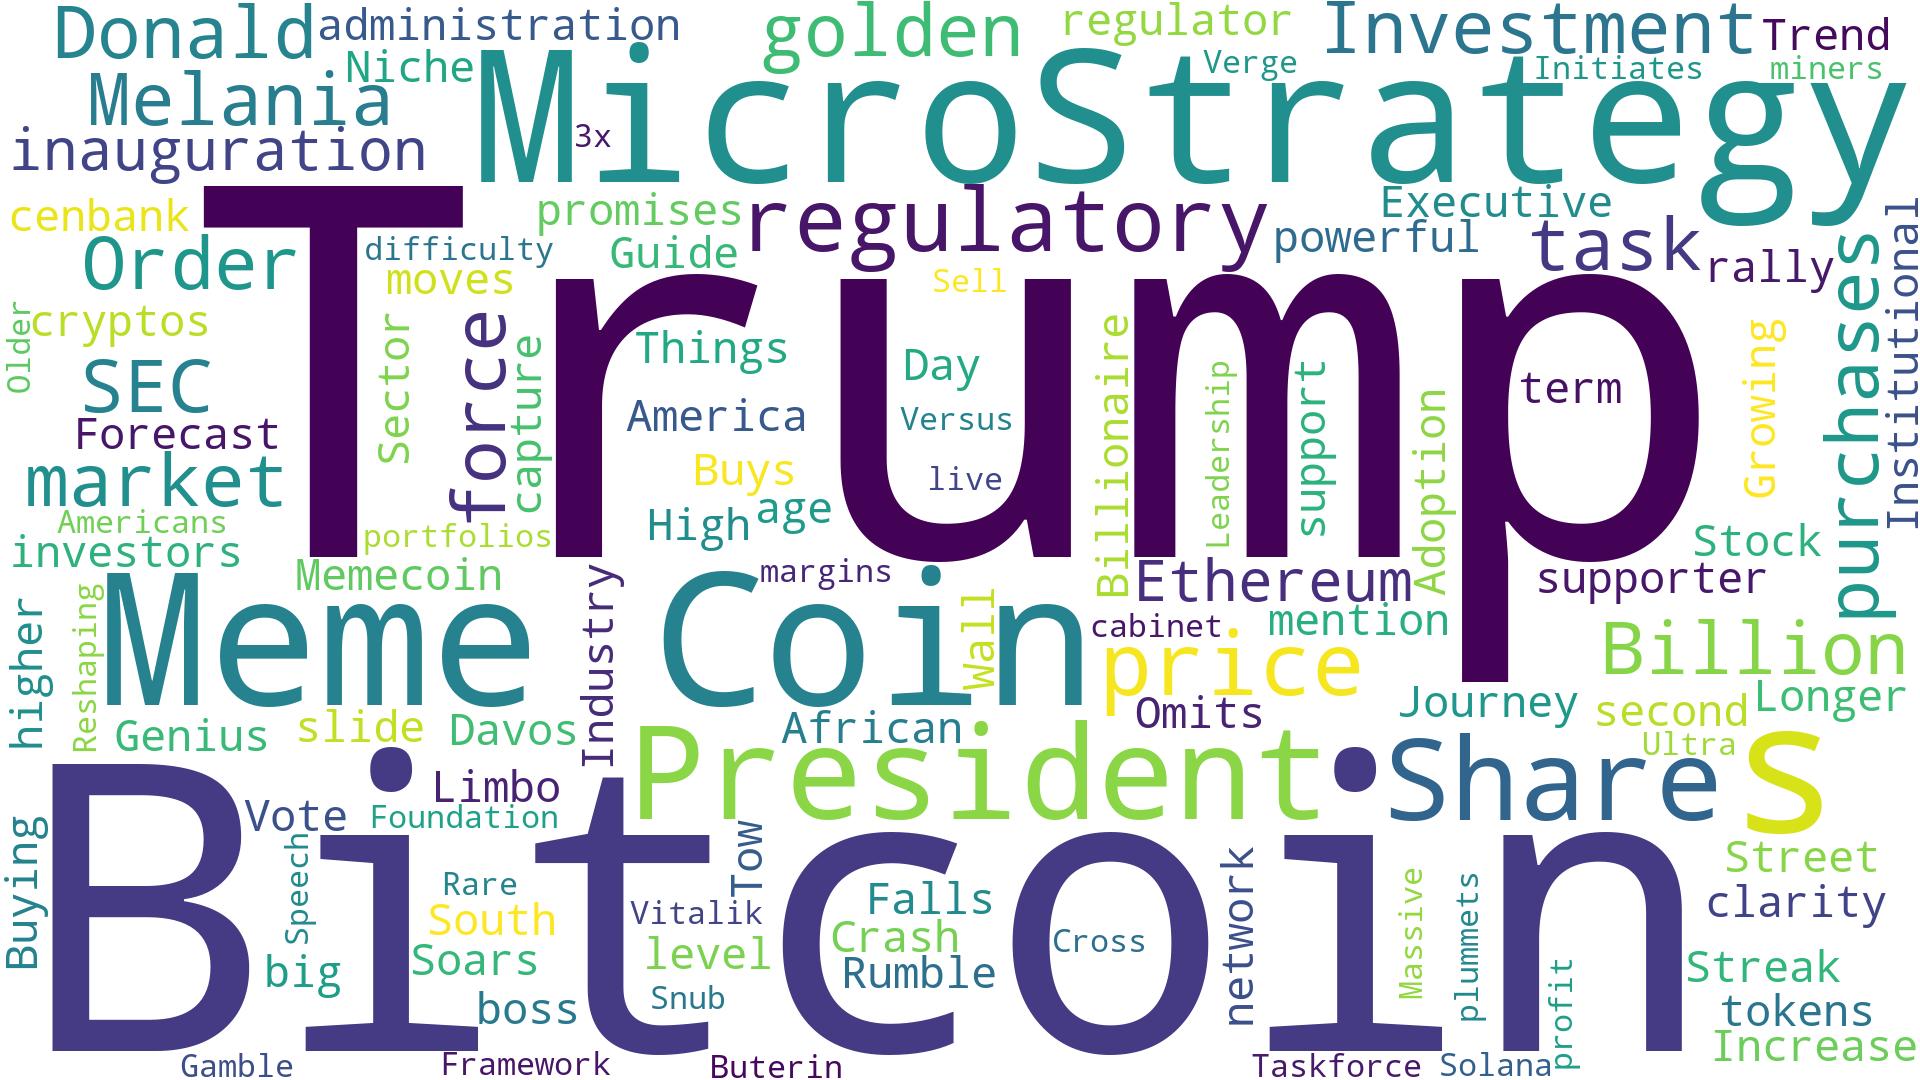 Donald
administration
golden
regulator
Investment
Trend
Niche
Verge
Initiates
miners
Melania
MicroStrategy
3x
inauguration
cenbank
promises
regulatory
Executive
Order
difficulty
Guide
powerful
task
rally
moves
Sell
Trump
Institutional
purchases
Older
cryptos
Sector
force
capture
Things
Day
Billionaire
Leadership
support
Adoption
term
Growing
SEC
America
Versus
Forecast
market
Buys
live
High
age
Americans
portfolios
investors
Stock
Memecoin
margins
Ethereum
supporter
higher
Reshaping
Meme
Industry
Coin
Wall
cabinet
mention
Billion
price
Omits
Journey
second
Longer
Genius
slide
Davos
African
Ultra
President
Share
s
Limbo
Vote
Foundation
Bitcoin
Buying
Speech
Rare
Tow
Falls
network
Massive
plummets
Street
clarity
South
Vitalik
Crash
Cross
big
Soars
level
Rumble
Streak
boss
Snub
profit
tokens
Increase
Gamble
Framework
Buterin
Taskforce
Solana